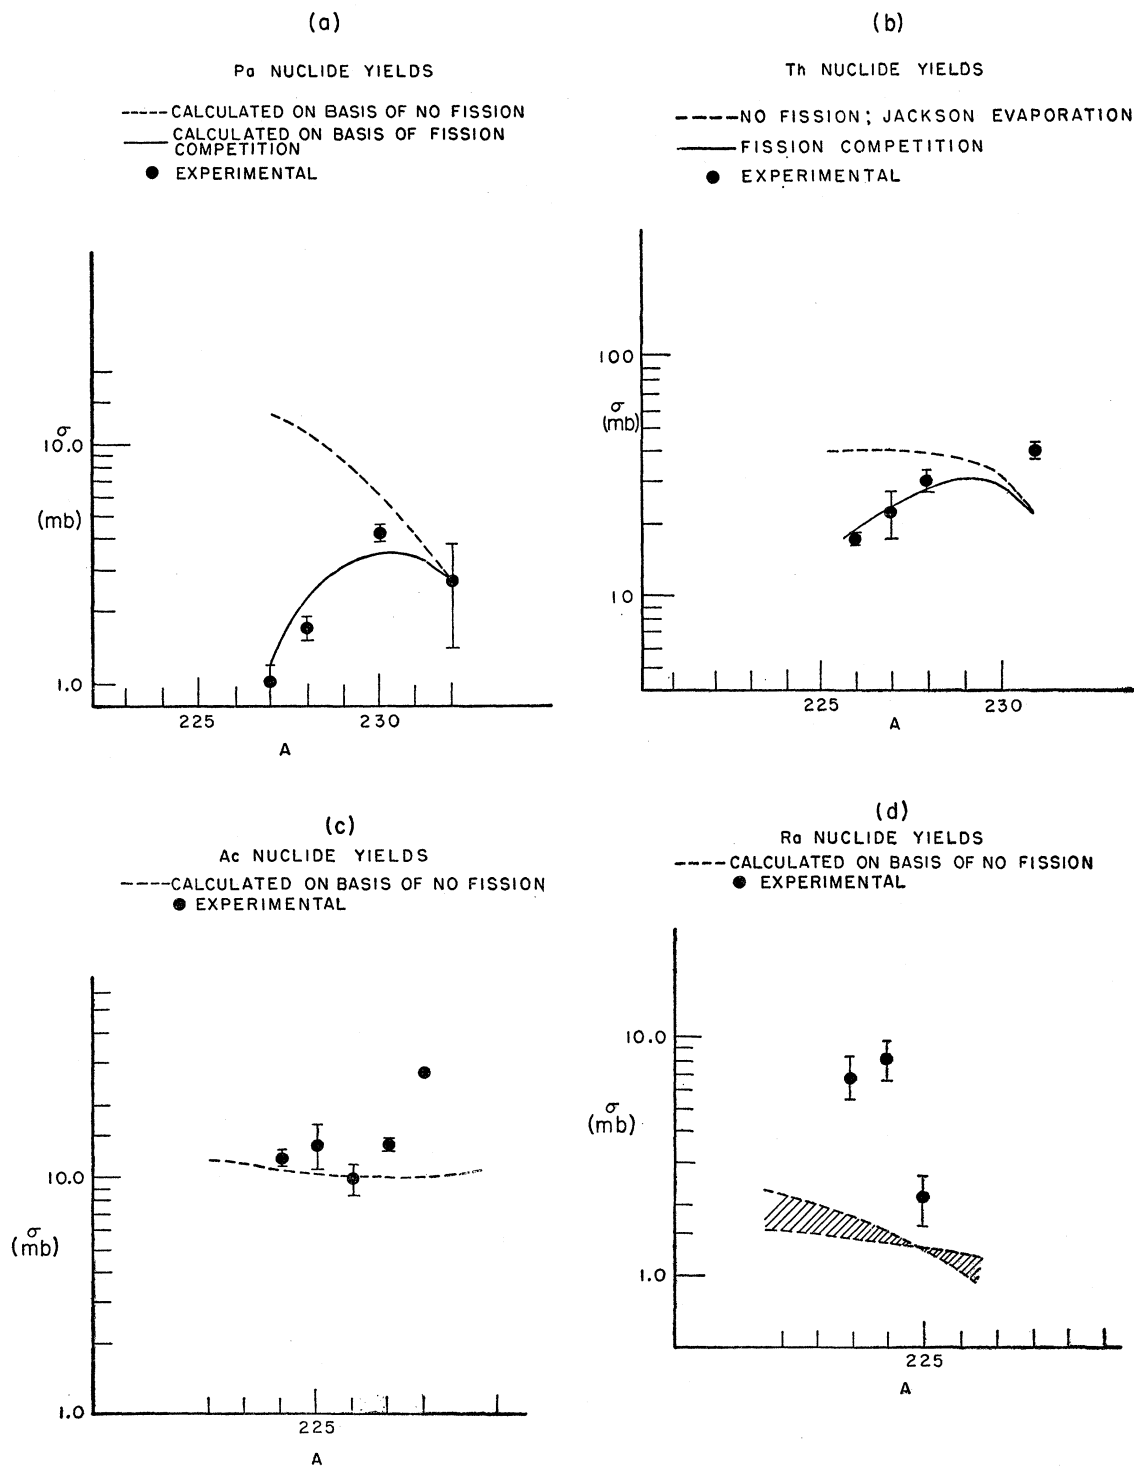 (a)
Pa NUCLIDE YIELDS
CALCULATED ON BASIS OF NO FISSION
CALCULATED ON BASIS OF FISSION
COMPETITION
EXPERIMENTAL
σ
10.0
(mb)
1.0
225
230
A
(b)
Th NUCLIDE YIELDS
NO FISSION; JACKSON EVAPORATION
FISSION COMPETITION
EXPERIMENTAL
100
σ
(mb)
10
225
230
A
(c)
Ac NUCLIDE YIELDS
CALCULATED ON BASIS OF NO FISSION
EXPERIMENTAL
10.0
σ
(mb)
1.0
225
A
(d)
Ra NUCLIDE YIELDS
CALCULATED ON BASIS OF NO FISSION
EXPERIMENTAL
10.0
σ
(mb)
1.0
225
A